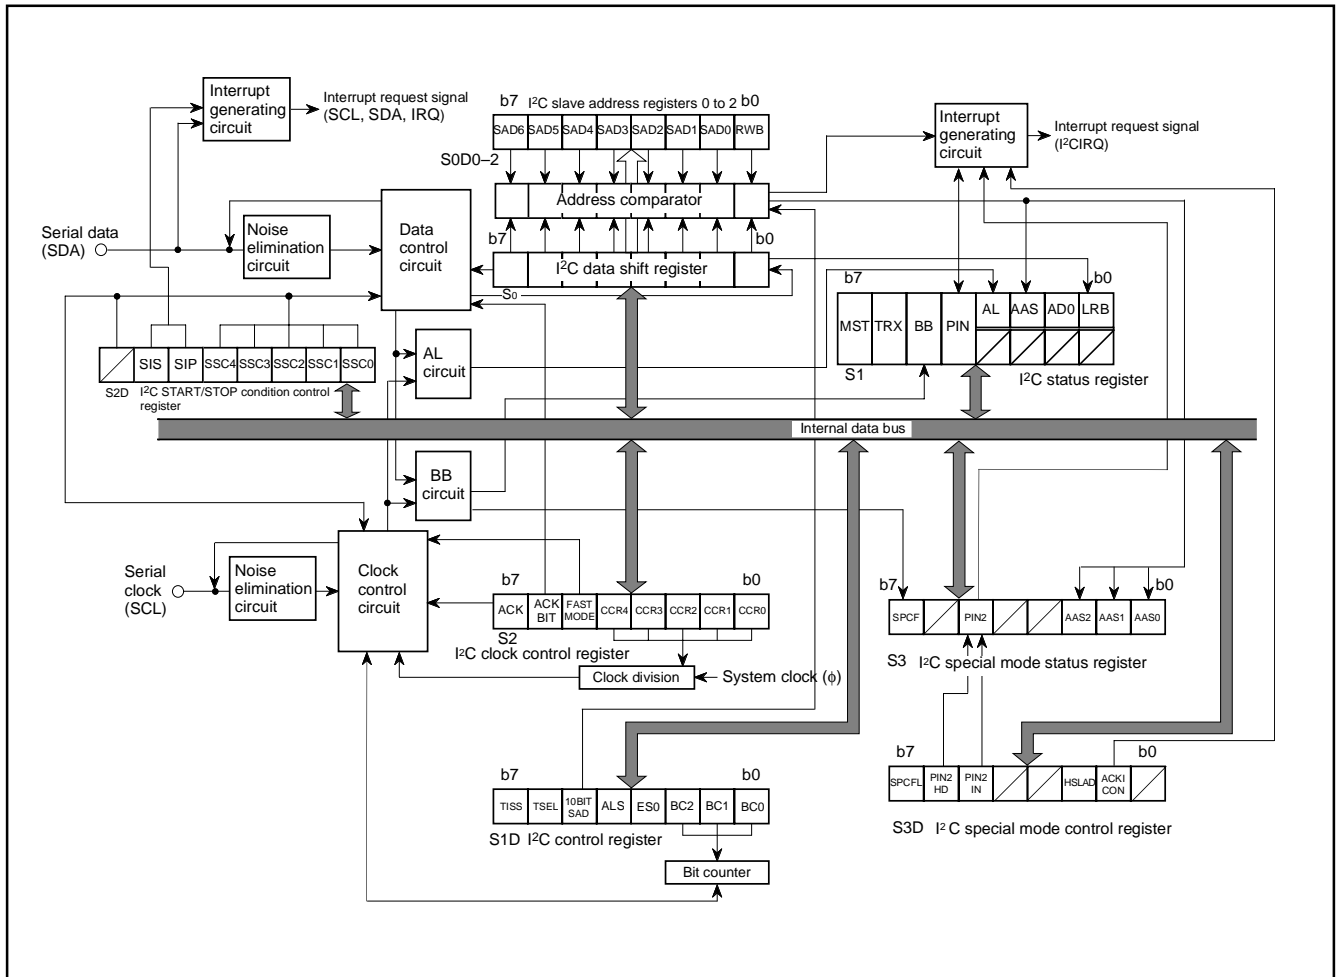 Interrupt
generating
circuit
Interrupt request signal
(SCL, SDA, IRQ)
b7 I²C slave address registers 0 to 2 b0
SAD6 SAD5 SAD4 SAD3 SAD2 SAD1 SAD0 RWB
S0D0–2
Address comparator
Interrupt
generating
circuit
Interrupt request signal
(I²CIRQ)
Serial data
(SDA)
Noise
elimination
circuit
Data
control
circuit
b7 b0
I²C data shift register
S0
b7 b0
MST TRX BB PIN AL AAS AD0 LRB
S1
I²C status register
SIS SIP SSC4 SSC3 SSC2 SSC1 SSC0
S2D I²C START/STOP condition control
register
AL
circuit
Internal data bus
BB
circuit
Serial
clock
(SCL)
Noise
elimination
circuit
Clock
control
circuit
b7 b0
ACK ACK BIT FAST MODE CCR4 CCR3 CCR2 CCR1 CCR0
S2
I²C clock control register
Clock division
System clock (ϕ)
b7 b0
SPCF PIN2 AAS2 AAS1 AAS0
S3 I²C special mode status register
b7 b0
TISS TSEL 10BIT SAD ALS ES0 BC2 BC1 BC0
S1D I²C control register
Bit counter
b7 b0
SPCFL PIN2 HD PIN2 IN HSLAD ACKI CON
S3D I² C special mode control register